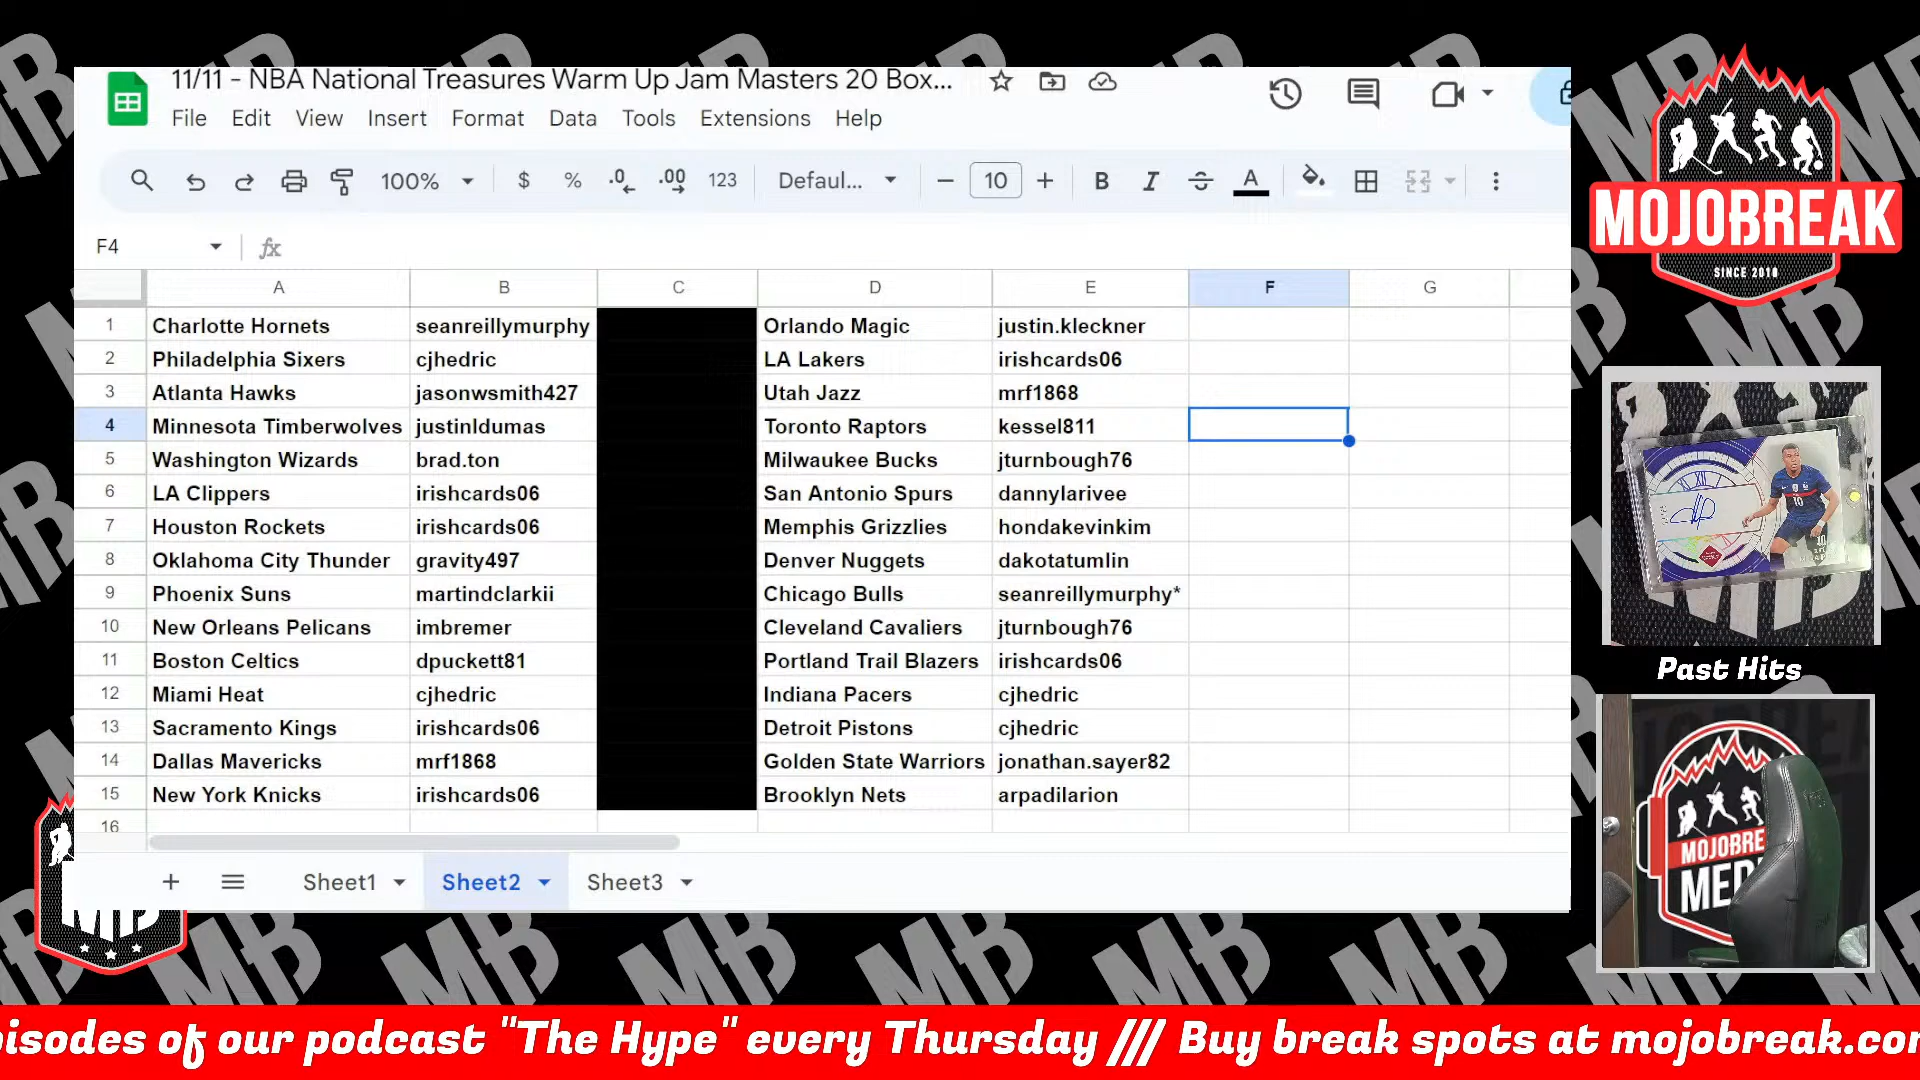 11/11 - NBA National Treasures Warm Up Jam Masters 20 Box...
File Edit View Insert Format Data Tools Extensions Help
100% $ % .0 .00 123 Defaul... 10 B I A
F4 fx
A B C D E F G
1 Charlotte Hornets seanreillymurphy Orlando Magic justin.kleckner
2 Philadelphia Sixers cjhedric LA Lakers irishcards06
3 Atlanta Hawks jasonwsmith427 Utah Jazz mrf1868
4 Minnesota Timberwolves justinldumas Toronto Raptors kessel811
5 Washington Wizards brad.ton Milwaukee Bucks jturnbough76
6 LA Clippers irishcards06 San Antonio Spurs dannylarivee
7 Houston Rockets irishcards06 Memphis Grizzlies hondakevinkim
8 Oklahoma City Thunder gravity497 Denver Nuggets dakotatumlin
9 Phoenix Suns martindclarkii Chicago Bulls seanreillymurphy*
10 New Orleans Pelicans imbremer Cleveland Cavaliers jturnbough76
11 Boston Celtics dpuckett81 Portland Trail Blazers irishcards06
12 Miami Heat cjhedric Indiana Pacers cjhedric
13 Sacramento Kings irishcards06 Detroit Pistons cjhedric
14 Dallas Mavericks mrf1868 Golden State Warriors jonathan.sayer82
15 New York Knicks irishcards06 Brooklyn Nets arpadilarion
16
Sheet1 Sheet2 Sheet3
MOJOBREAK
SINCE 2010
Past Hits
MOJOBRE
MED
MB
pisodes of our podcast "The Hype" every Thursday /// Buy break spots at mojobreak.con